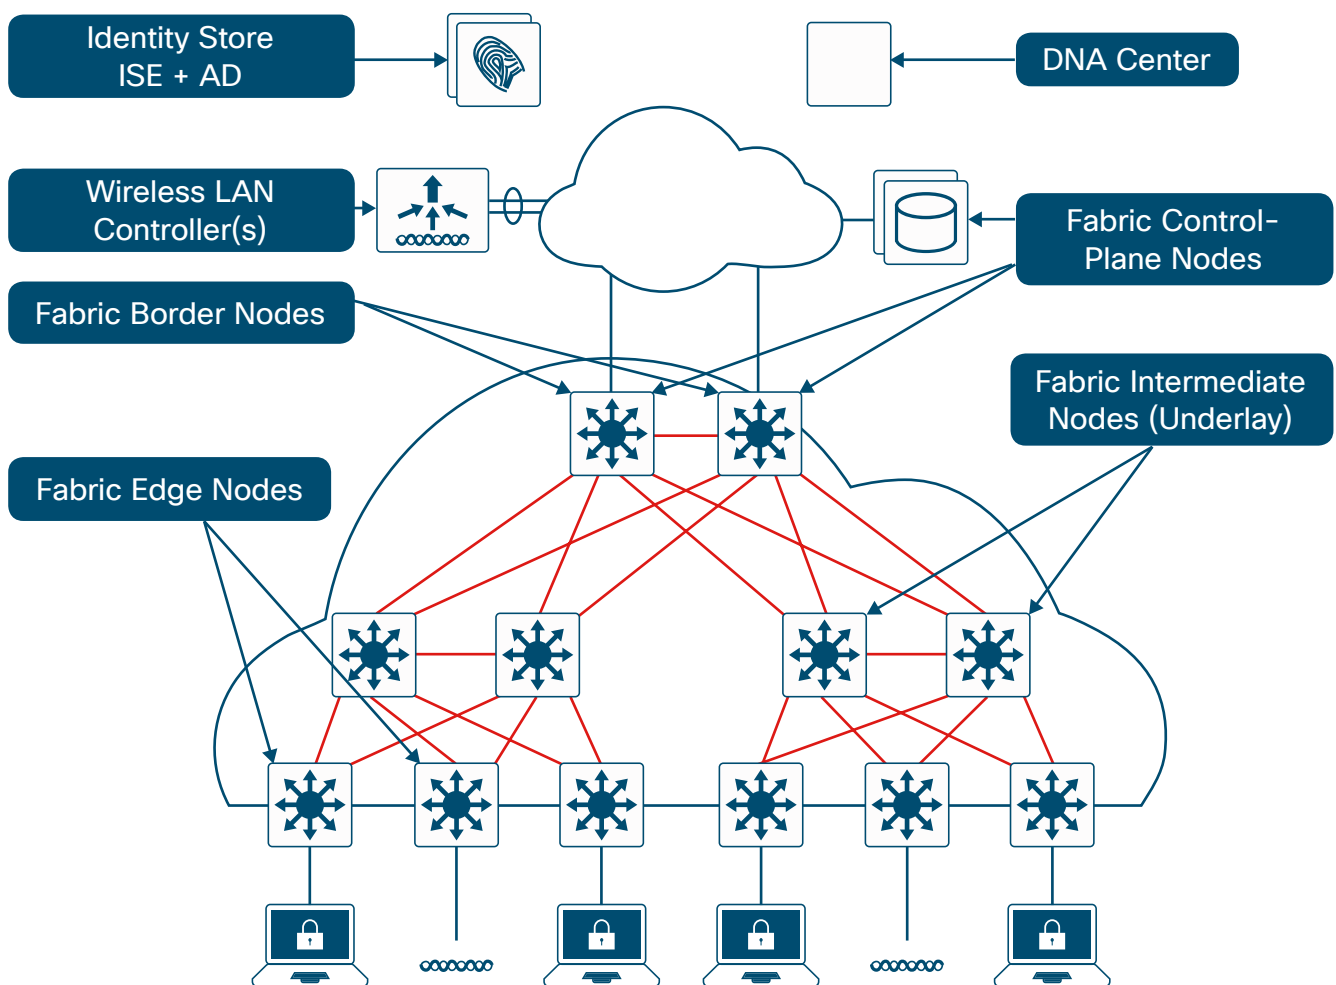 Identity Store
ISE + AD
DNA Center
Wireless LAN
Controller(s)
Fabric Control-
Plane Nodes
Fabric Border Nodes
Fabric Intermediate
Nodes (Underlay)
Fabric Edge Nodes